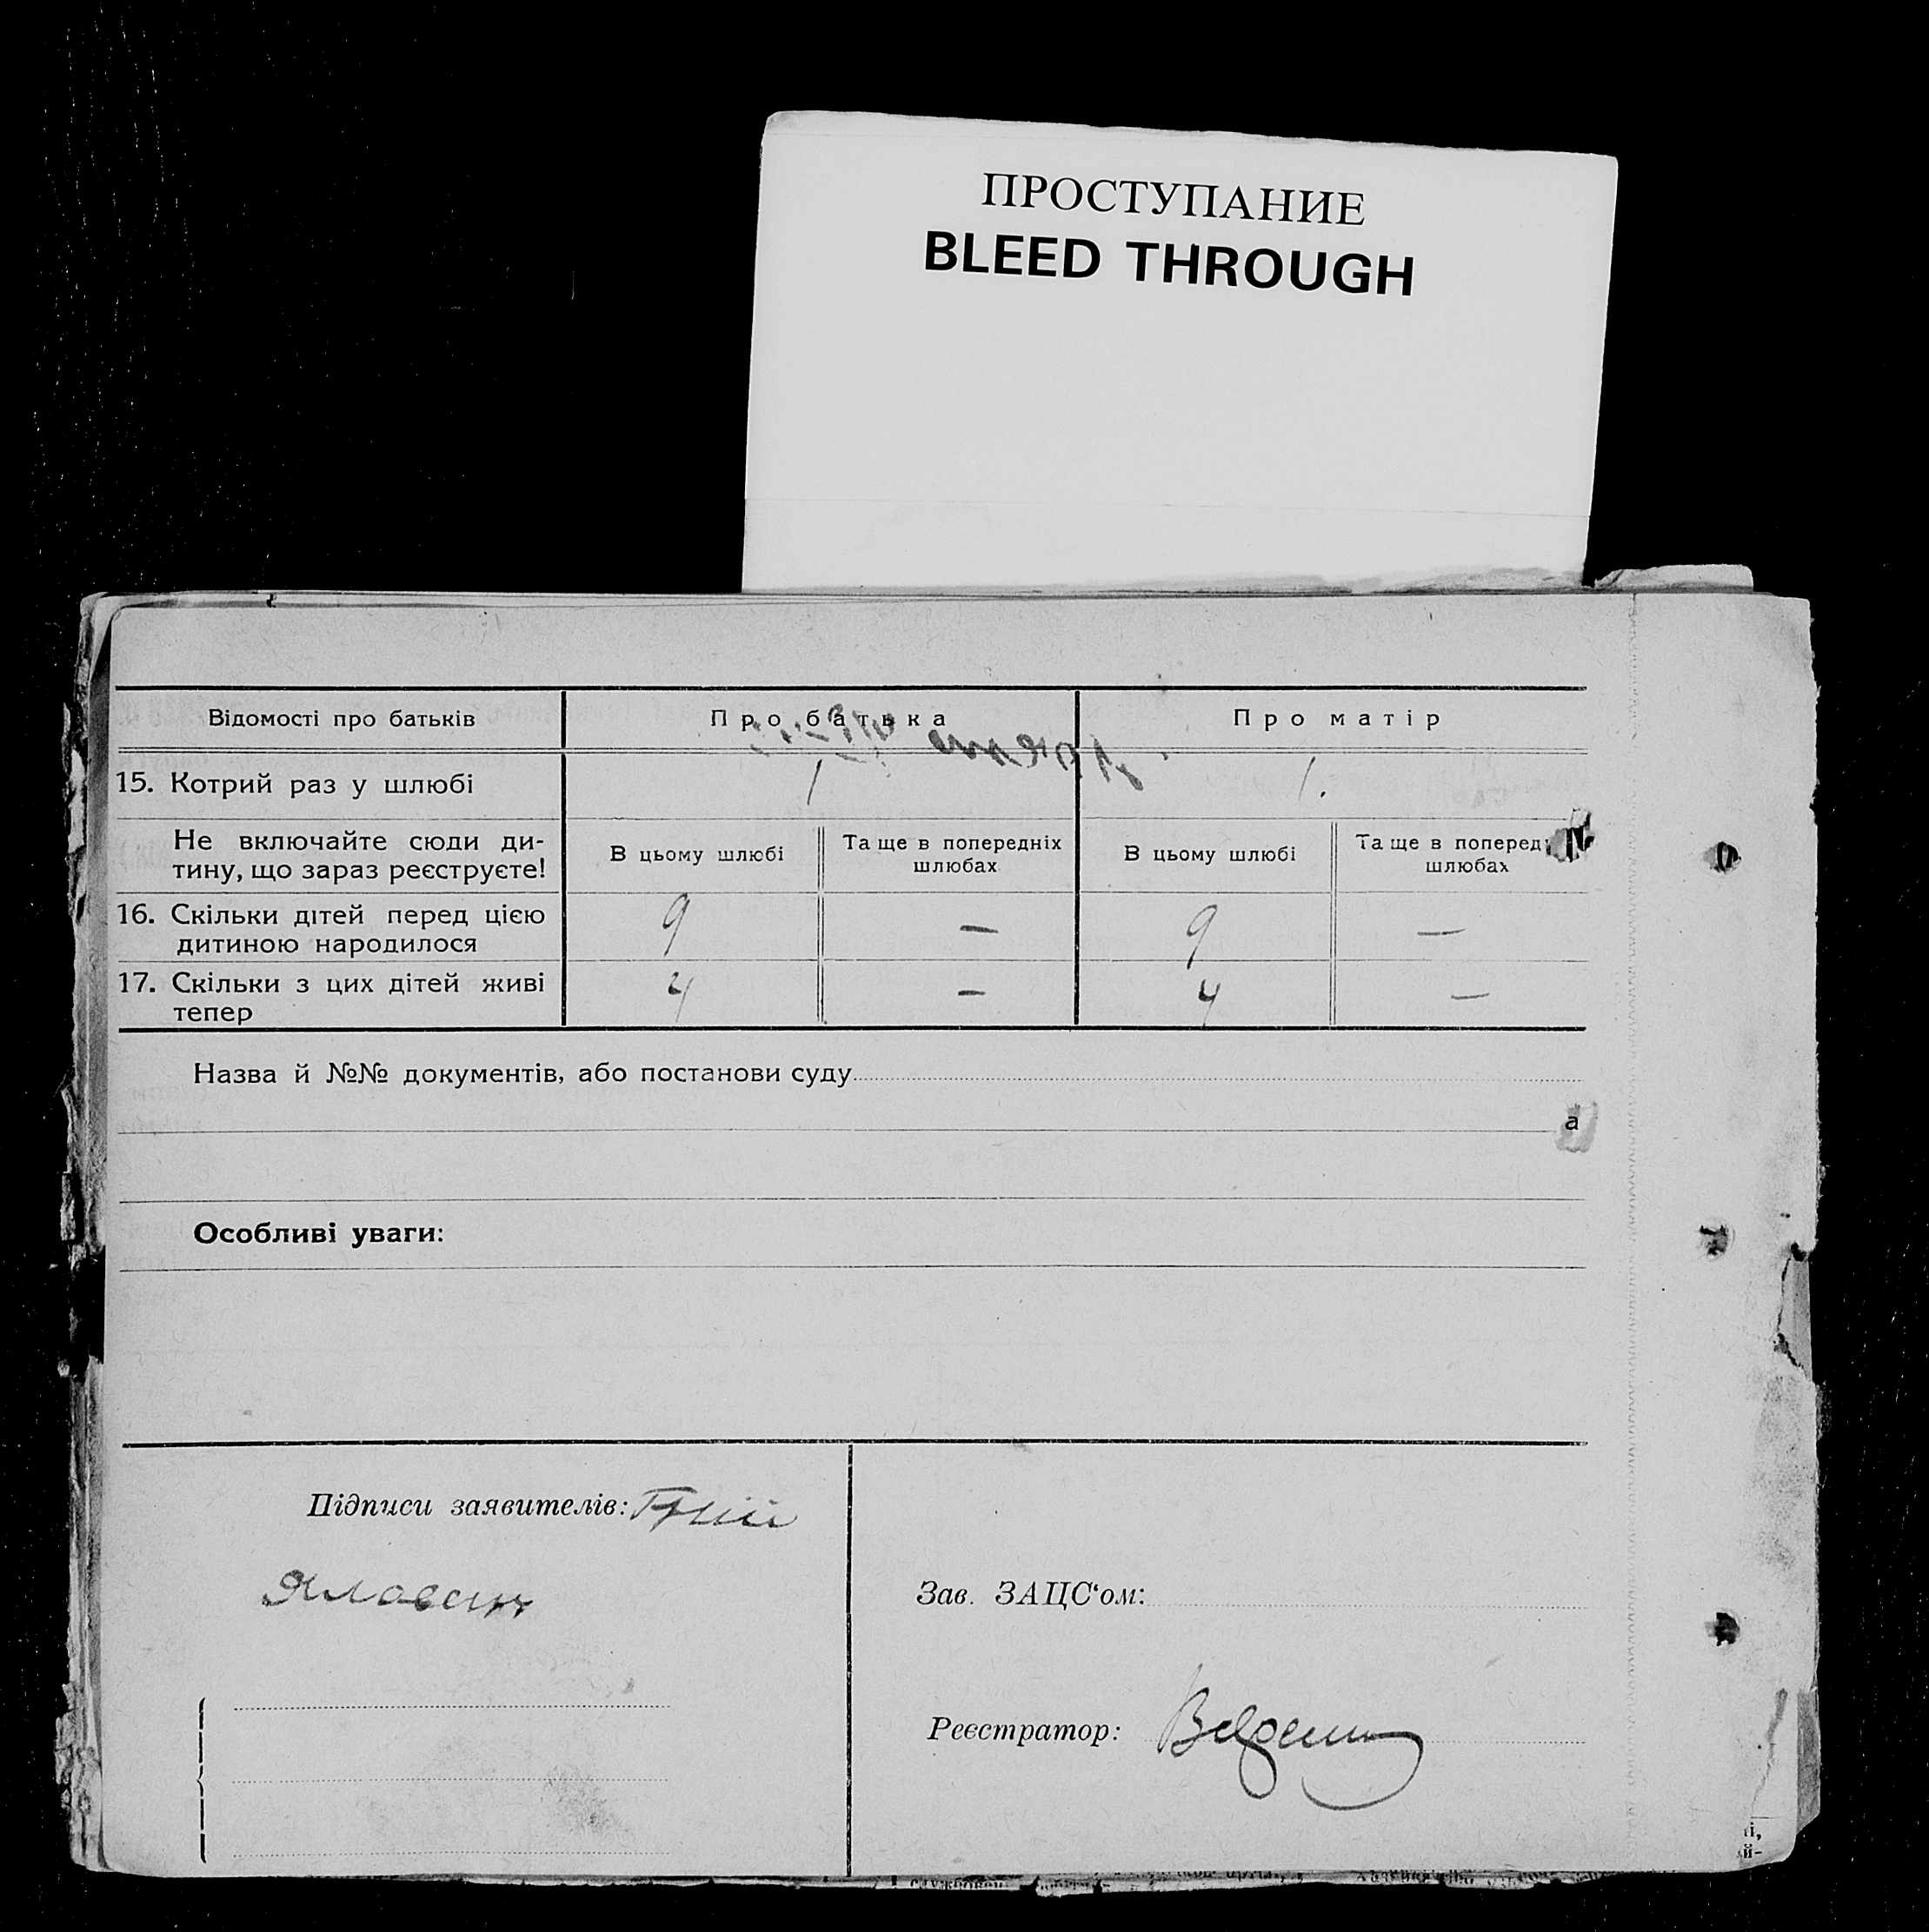 ПРОСТУПАНИЕ
BLEED THROUGH
Відомості про батьків Про батька Про матір
15. Котрий раз у шлюбі 1 1.
Не включайте сюди ди-
тину, що зараз реєструєте! В цьому шлюбі Та ще в попередніх шлюбах В цьому шлюбі Та ще в поперед шлюбах
16. Скільки дітей перед цією
дитиною народилося 9 — 9 —
17. Скільки з цих дітей живі
тепер 4 — 4 —
Назва й №№ документів, або постанови суду
а
Особливі уваги:
Підписи заявителів:
Зав. ЗАЦС‘ом:
Реєстратор: